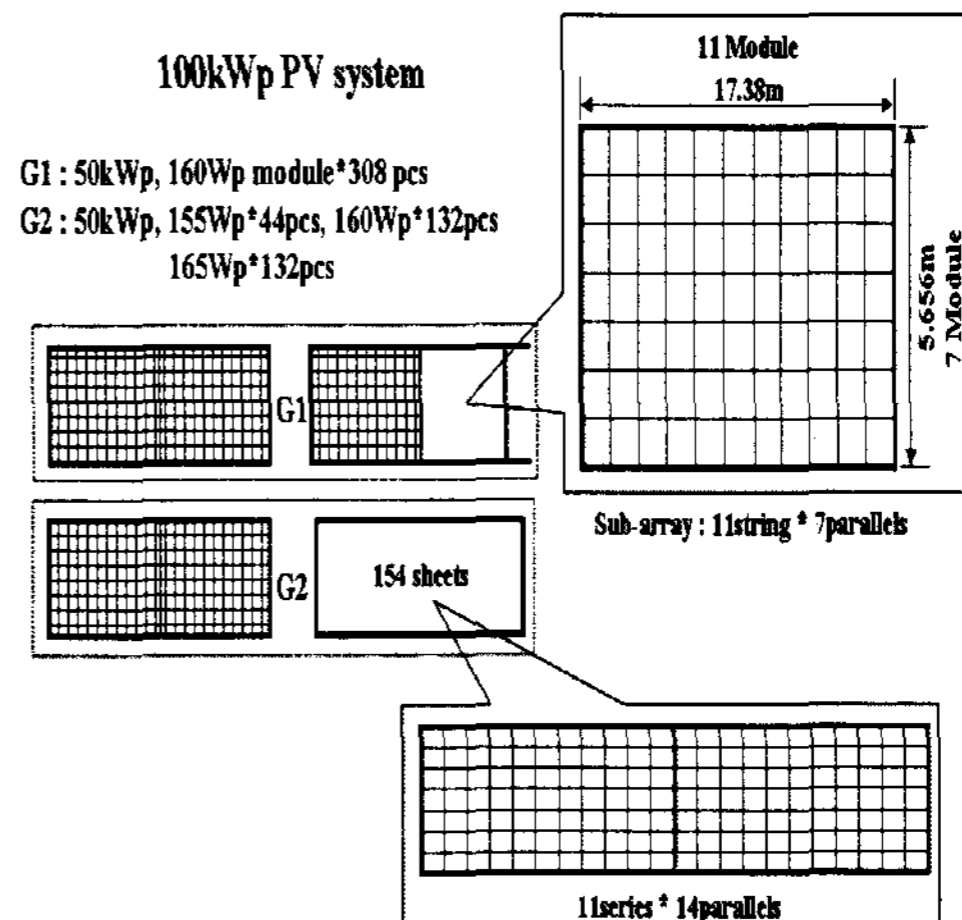 100kWp PV system
G1 : 50kWp, 160Wp module*308 pcs
G2 : 50kWp, 155Wp*44pcs, 160Wp*132pcs
165Wp*132pcs
11 Module
17.38m
5.656m
7 Module
Sub-array : 11string * 7parallels
G1
G2
154 sheets
11series * 14parallels